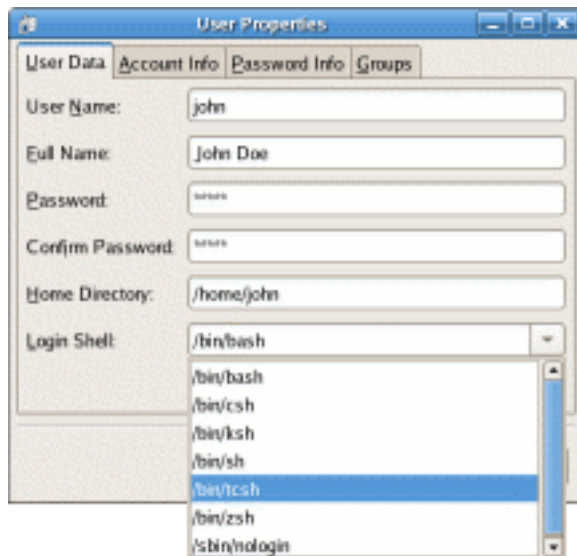 User Properties
User Data Account Info Password Info Groups
User Name: john
Full Name: John Doe
Password: *****
Confirm Password: *****
Home Directory: /home/john
Login Shell: /bin/bash
/bin/bash
/bin/csh
/bin/ksh
/bin/sh
/bin/tcsh
/bin/zsh
/sbin/nologin